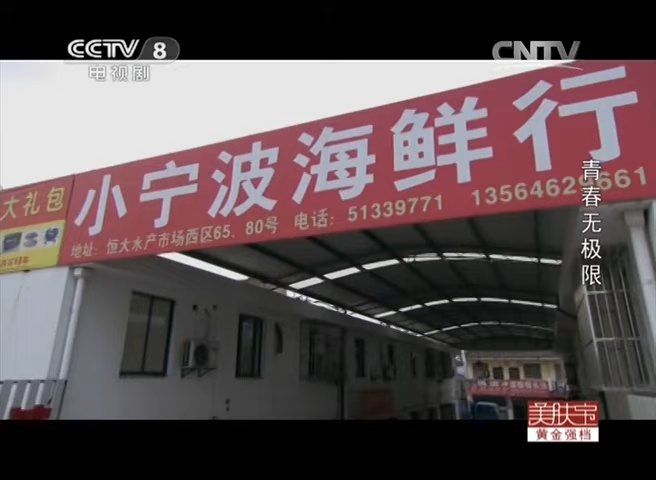 CCTV 8
电视剧
CNTV
大礼包
小宁波海鲜行
地址：恒大水产市场西区65、80号 电话：51339771 13564629661
青春无极限
美肤宝
黄金强档